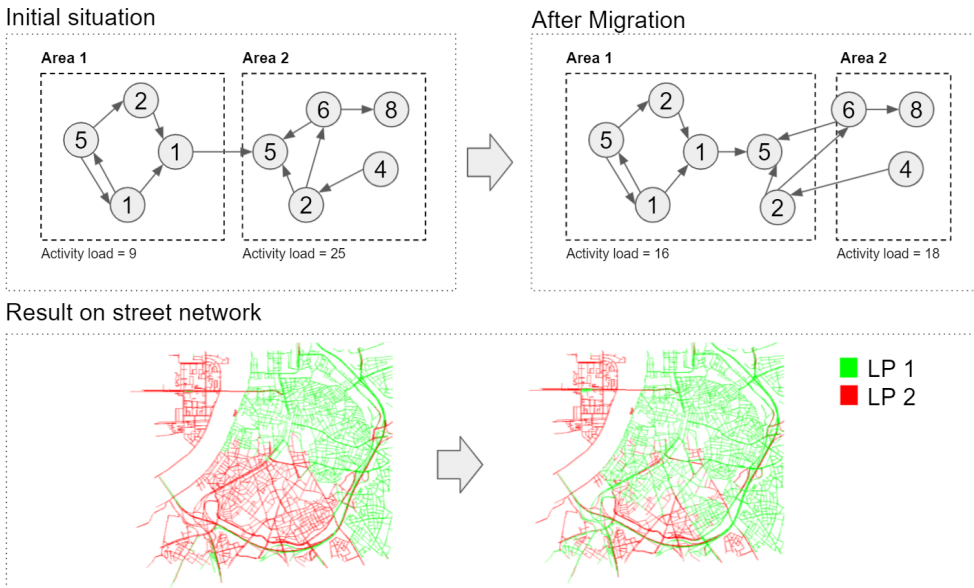 Initial situation
After Migration
Area 1
Area 2
Area 1
Area 2
2
6
8
5
1
5
4
1
2
2
6
8
5
1
5
4
1
2
Activity load = 9
Activity load = 25
Activity load = 16
Activity load = 18
Result on street network
LP 1
LP 2